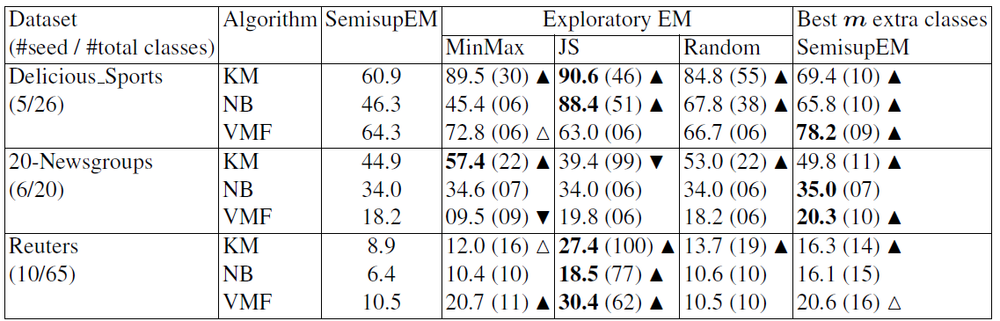 Dataset Algorithm SemisupEM Exploratory EM Best m extra classes
(#seed / #total classes) MinMax JS Random SemisupEM
Delicious_Sports KM 60.9 89.5 (30) ▲ 90.6 (46) ▲ 84.8 (55) ▲ 69.4 (10) ▲
(5/26) NB 46.3 45.4 (06) 88.4 (51) ▲ 67.8 (38) ▲ 65.8 (10) ▲
VMF 64.3 72.8 (06) △ 63.0 (06) 66.7 (06) 78.2 (09) ▲
20-Newsgroups KM 44.9 57.4 (22) ▲ 39.4 (99) ▼ 53.0 (22) ▲ 49.8 (11) ▲
(6/20) NB 34.0 34.6 (07) 34.0 (06) 34.0 (06) 35.0 (07)
VMF 18.2 09.5 (09) ▼ 19.8 (06) 18.2 (06) 20.3 (10) ▲
Reuters KM 8.9 12.0 (16) △ 27.4 (100) ▲ 13.7 (19) ▲ 16.3 (14) ▲
(10/65) NB 6.4 10.4 (10) 18.5 (77) ▲ 10.6 (10) 16.1 (15)
VMF 10.5 20.7 (11) ▲ 30.4 (62) ▲ 10.5 (10) 20.6 (16) △